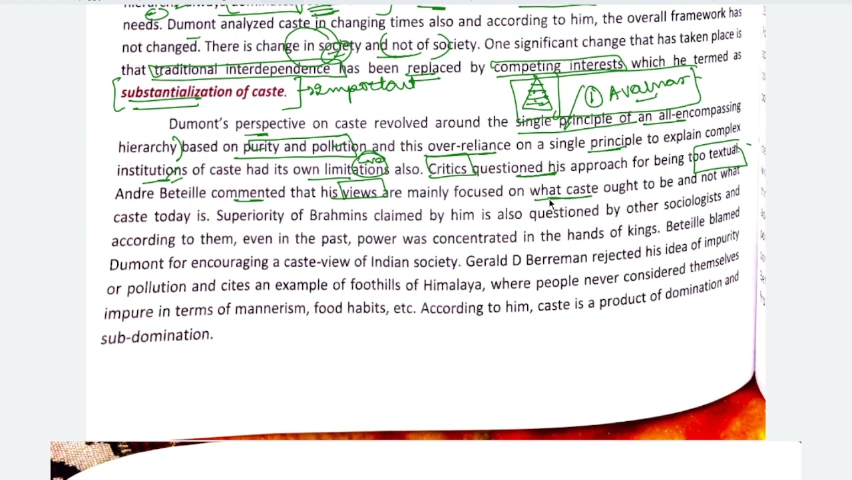 needs. Dumont analyzed caste in changing times also and according to him, the overall framework has
not changed. There is change in society and not of society. One significant change that has taken place is
that traditional interdependence has been replaced by competing interests which he termed as
substantialization of caste. → Important
① Avalnas
Dumont's perspective on caste revolved around the single principle of an all-encompassing
hierarchy based on purity and pollution and this over-reliance on a single principle to explain complex
institutions of caste had its own limitations also. Critics questioned his approach for being too textual.
Andre Beteille commented that his views are mainly focused on what caste ought to be and not what
caste today is. Superiority of Brahmins claimed by him is also questioned by other sociologists and
according to them, even in the past, power was concentrated in the hands of kings. Beteille blamed
Dumont for encouraging a caste-view of Indian society. Gerald D Berreman rejected his idea of impurity
or pollution and cites an example of foothills of Himalaya, where people never considered themselves
impure in terms of mannerism, food habits, etc. According to him, caste is a product of domination and
sub-domination.